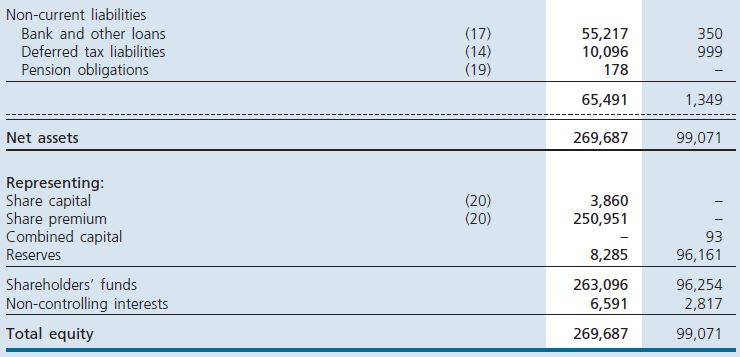 Non-current liabilities
Bank and other loans (17) 55,217 350
Deferred tax liabilities (14) 10,096 999
Pension obligations (19) 178 –
65,491 1,349
Net assets 269,687 99,071
Representing:
Share capital (20) 3,860 –
Share premium (20) 250,951 –
Combined capital – 93
Reserves 8,285 96,161
Shareholders’ funds 263,096 96,254
Non-controlling interests 6,591 2,817
Total equity 269,687 99,071